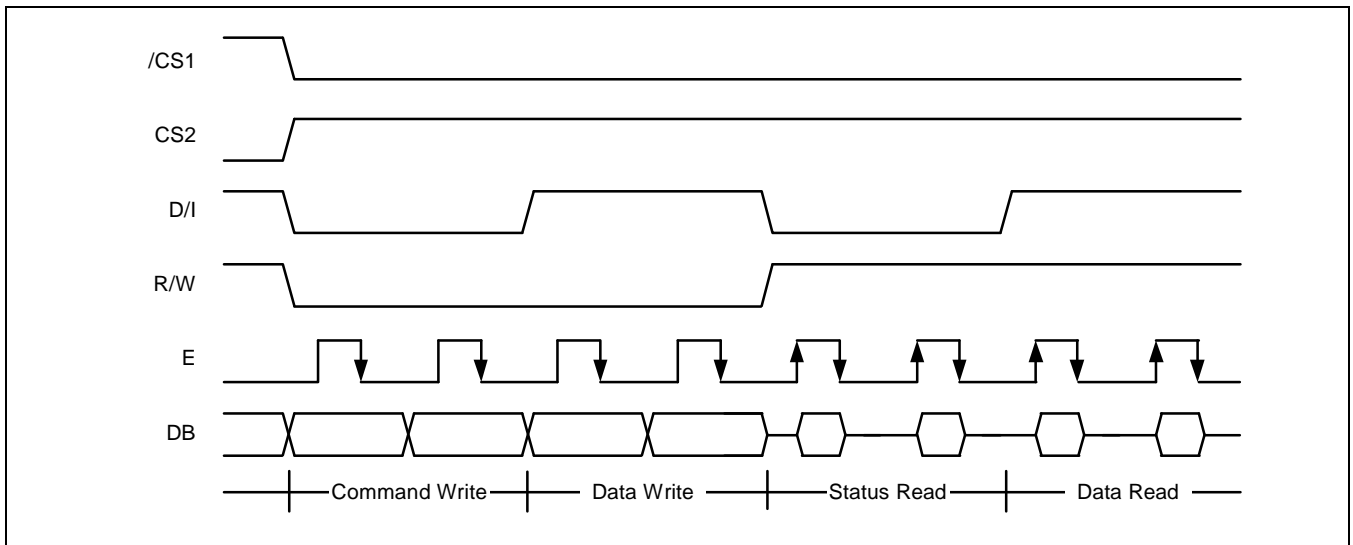 /CS1
CS2
D/I
R/W
E
DB
Command Write
Data Write
Status Read
Data Read